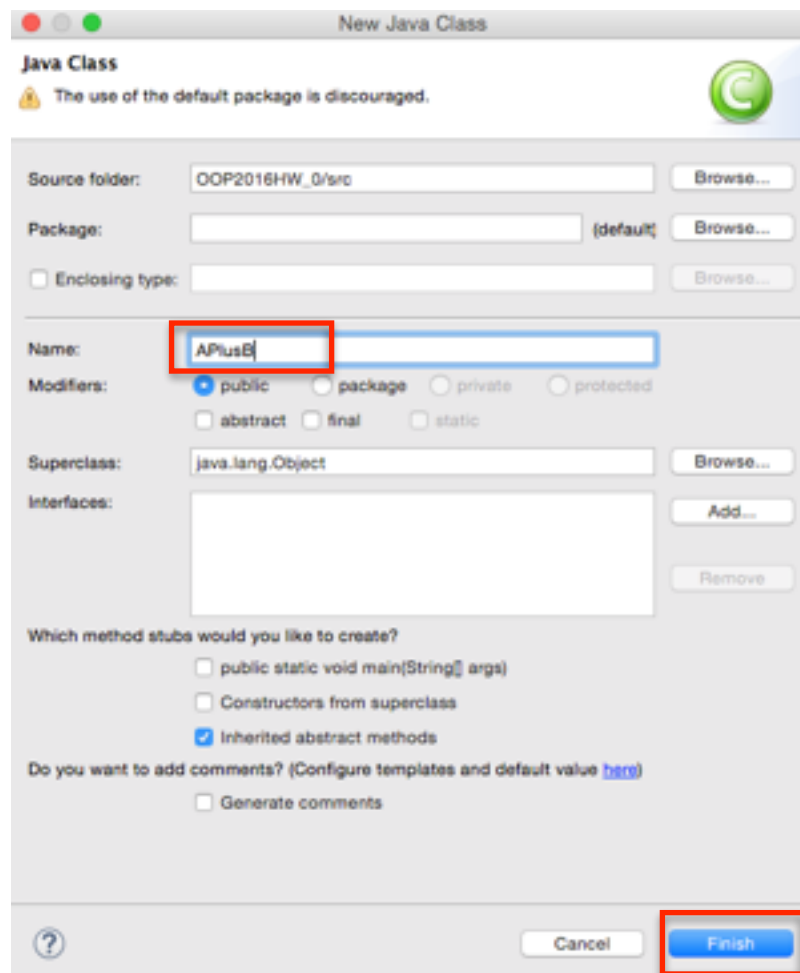 New Java Class
Java Class
The use of the default package is discouraged.
Source folder: OOP2016HW_0/src Browse...
Package: (default) Browse...
Enclosing type: Browse...
Name: APlusB
Modifiers: public package private protected
abstract final static
Superclass: java.lang.Object Browse...
Interfaces: Add...
Remove
Which method stubs would you like to create?
public static void main(String[] args)
Constructors from superclass
Inherited abstract methods
Do you want to add comments? (Configure templates and default value here)
Generate comments
? Cancel Finish